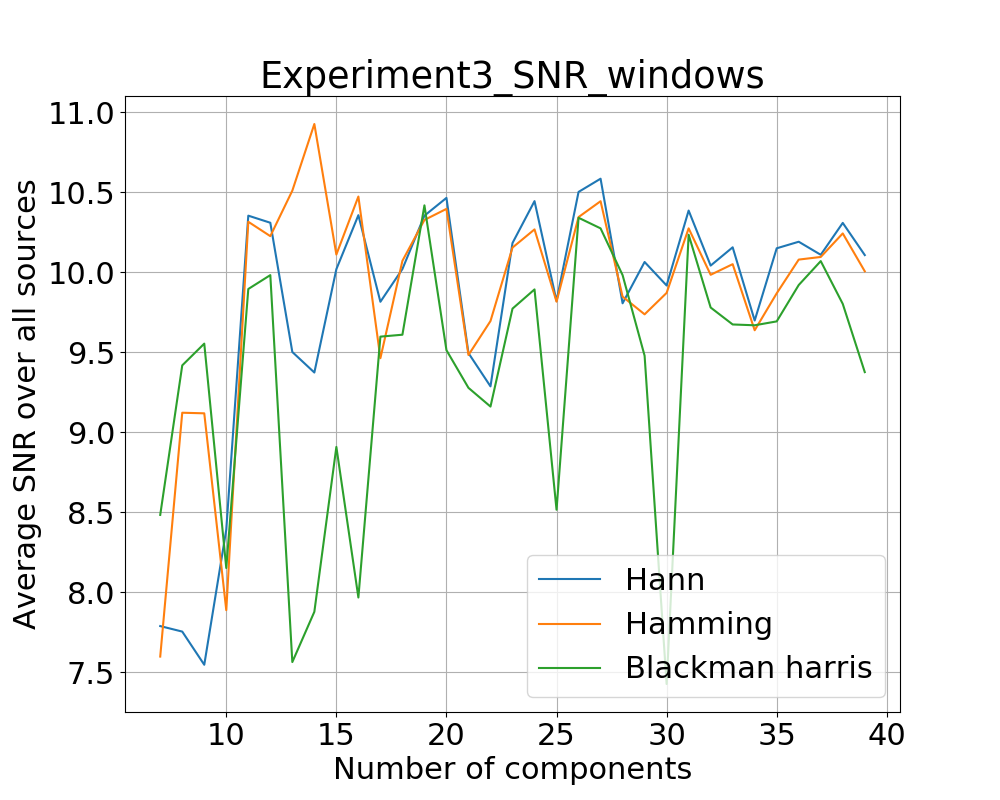 Experiment3_SNR_windows
Average SNR over all sources
11.0
10.5
10.0
9.5
9.0
8.5
8.0
7.5
Hann
Hamming
Blackman harris
10 15 20 25 30 35 40
Number of components